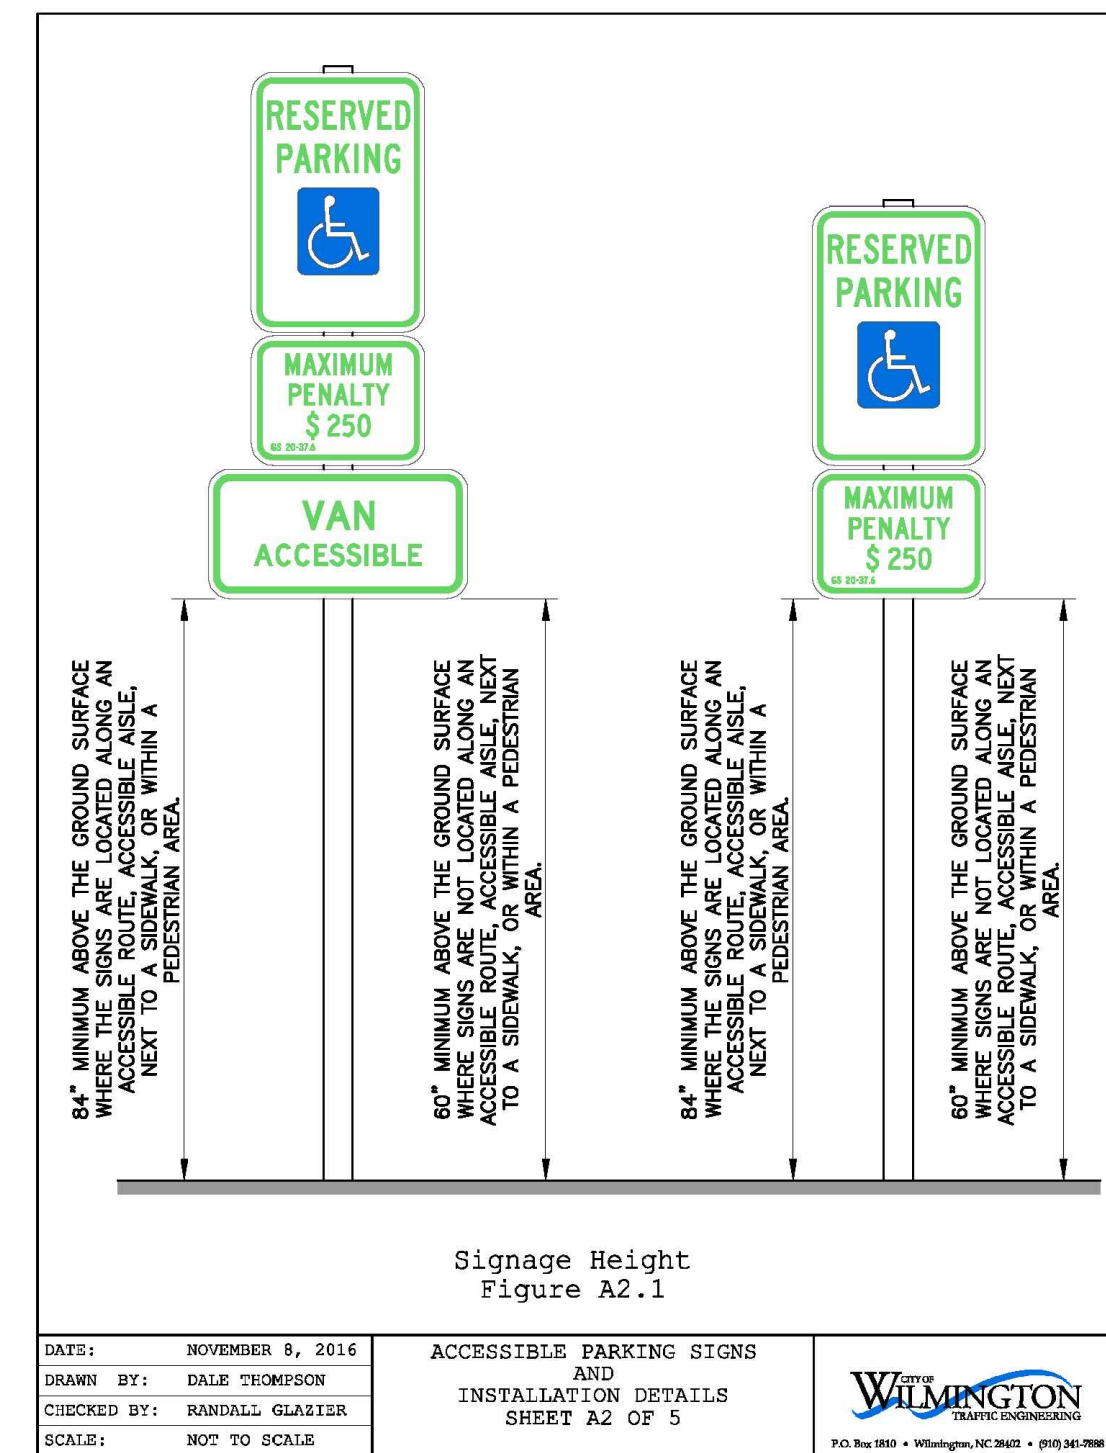 RESERVED
PARKING
MAXIMUM
PENALTY
$ 250
GS 20-37.6
VAN
ACCESSIBLE
RESERVED
PARKING
MAXIMUM
PENALTY
$ 250
GS 20-37.6
84" MINIMUM ABOVE THE GROUND SURFACE
WHERE THE SIGNS ARE LOCATED ALONG AN
ACCESSIBLE ROUTE, ACCESSIBLE AISLE,
NEXT TO A SIDEWALK, OR WITHIN A
PEDESTRIAN AREA.
60" MINIMUM ABOVE THE GROUND SURFACE
WHERE SIGNS ARE NOT LOCATED ALONG AN
ACCESSIBLE ROUTE, ACCESSIBLE AISLE, NEXT
TO A SIDEWALK, OR WITHIN A PEDESTRIAN
AREA.
84" MINIMUM ABOVE THE GROUND SURFACE
WHERE THE SIGNS ARE LOCATED ALONG AN
ACCESSIBLE ROUTE, ACCESSIBLE AISLE,
NEXT TO A SIDEWALK, OR WITHIN A
PEDESTRIAN AREA.
60" MINIMUM ABOVE THE GROUND SURFACE
WHERE SIGNS ARE NOT LOCATED ALONG AN
ACCESSIBLE ROUTE, ACCESSIBLE AISLE, NEXT
TO A SIDEWALK, OR WITHIN A PEDESTRIAN
AREA.
Signage Height
Figure A2.1
DATE: NOVEMBER 8, 2016
DRAWN BY: DALE THOMPSON
CHECKED BY: RANDALL GLAZIER
SCALE: NOT TO SCALE
ACCESSIBLE PARKING SIGNS
AND
INSTALLATION DETAILS
SHEET A2 OF 5
CITY OF
WILMINGTON
TRAFFIC ENGINEERING
P.O. Box 1810 • Wilmington, NC 28402 • (910) 341-7888